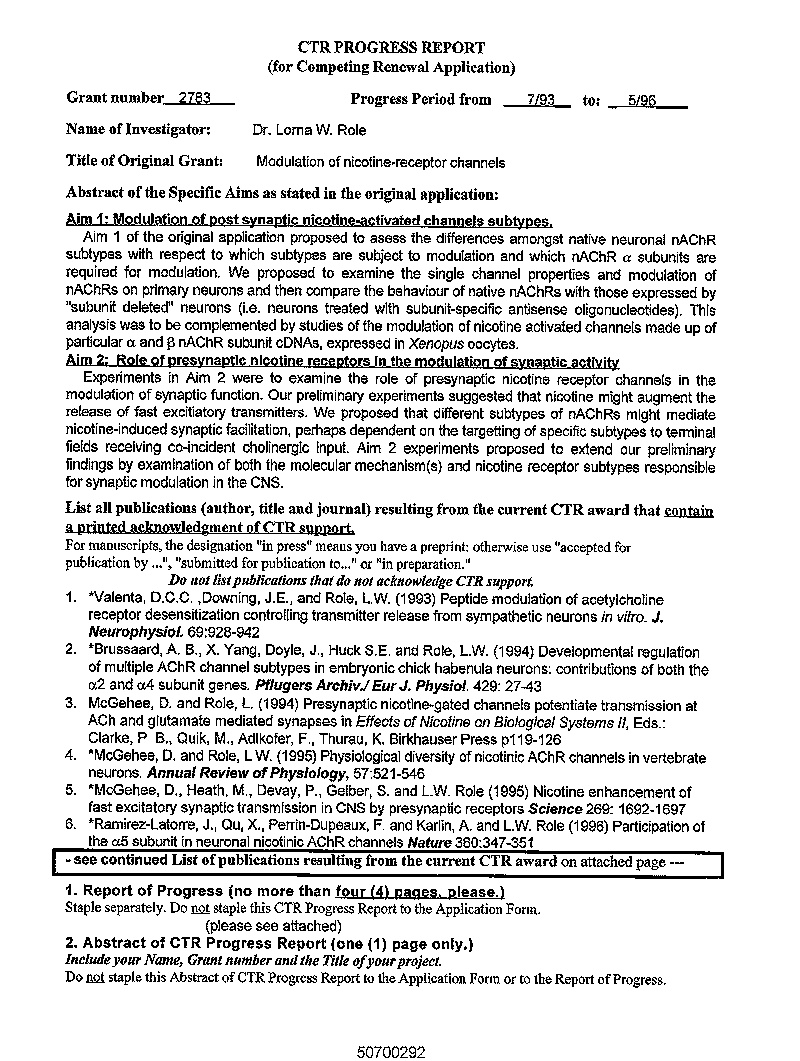 CTR PROGRESS REPORT
(for Competing Renewal Application)
Grant number 2783 Progress Period from 7/93 to: 5/96
Name of Investigator: Dr. Lorna W. Role
Title of Original Grant: Modulation of nicotine-receptor channels
Abstract of the Specific Aims as stated in the original application:
Aim 1: Modulation of post synaptic nicotine-activated channels subtypes.
Aim 1 of the original application proposed to asess the differences amongst native neuronal nAChR
subtypes with respect to which subtypes are subject to modulation and which nAChR α subunits are
required for modulation. We proposed to examine the single channel properties and modulation of
nAChRs on primary neurons and then compare the behaviour of native nAChRs with those expressed by
"subunit deleted" neurons (i.e. neurons treated with subunit-specific antisense oligonucleotides). This
analysis was to be complemented by studies of the modulation of nicotine activated channels made up of
particular α and β nAChR subunit cDNAs, expressed in Xenopus oocytes.
Aim 2: Role of presynaptic nicotine receptors in the modulation of synaptic activity
Experiments in Aim 2 were to examine the role of presynaptic nicotine receptor channels in the
modulation of synaptic function. Our preliminary experiments suggested that nicotine might augment the
release of fast excitiatory transmitters. We proposed that different subtypes of nAChRs might mediate
nicotine-induced synaptic facilitation, perhaps dependent on the targetting of specific subtypes to terminal
fields receiving co-incident cholinergic input. Aim 2 experiments proposed to extend our preliminary
findings by examination of both the molecular mechanism(s) and nicotine receptor subtypes responsible
for synaptic modulation in the CNS.
List all publications (author, title and journal) resulting from the current CTR award that contain
a printed acknowledgment of CTR support.
For manuscripts, the designation "in press" means you have a preprint; otherwise use "accepted for
publication by ...", "submitted for publication to..." or "in preparation."
Do not list publications that do not acknowledge CTR support.
1. *Valenta, D.C.C. ,Downing, J.E., and Role, L.W. (1993) Peptide modulation of acetylcholine
receptor desensitization controlling transmitter release from sympathetic neurons in vitro. J.
Neurophysiol. 69:928-942
2. *Brussaard, A. B., X. Yang, Doyle, J., Huck S.E. and Role, L.W. (1994) Developmental regulation
of multiple AChR channel subtypes in embryonic chick habenula neurons: contributions of both the
α2 and α4 subunit genes. Pflugers Archiv./ Eur J. Physiol. 429: 27-43
3. McGehee, D. and Role, L. (1994) Presynaptic nicotine-gated channels potentiate transmission at
ACh and glutamate mediated synapses in Effects of Nicotine on Biological Systems II, Eds.:
Clarke, P B., Quik, M., Adlkofer, F., Thurau, K. Birkhauser Press p119-126
4. *McGehee, D. and Role, L W. (1995) Physiological diversity of nicotinic AChR channels in vertebrate
neurons. Annual Review of Physiology, 57:521-546
5. *McGehee, D., Heath, M., Devay, P., Gelber, S. and L.W. Role (1995) Nicotine enhancement of
fast excitatory synaptic transmission in CNS by presynaptic receptors Science 269: 1692-1697
6. *Ramirez-Latorre, J., Qu, X., Perrin-Dupeaux, F. and Karlin, A. and L.W. Role (1996) Participation of
the α5 subunit in neuronal nicotinic AChR channels Nature 380:347-351
- see continued List of publications resulting from the current CTR award on attached page ---
1. Report of Progress (no more than four (4) pages, please.)
Staple separately. Do not staple this CTR Progress Report to the Application Form.
(please see attached)
2. Abstract of CTR Progress Report (one (1) page only.)
Include your Name, Grant number and the Title of your project.
Do not staple this Abstract of CTR Progress Report to the Application Form or to the Report of Progress.
50700292